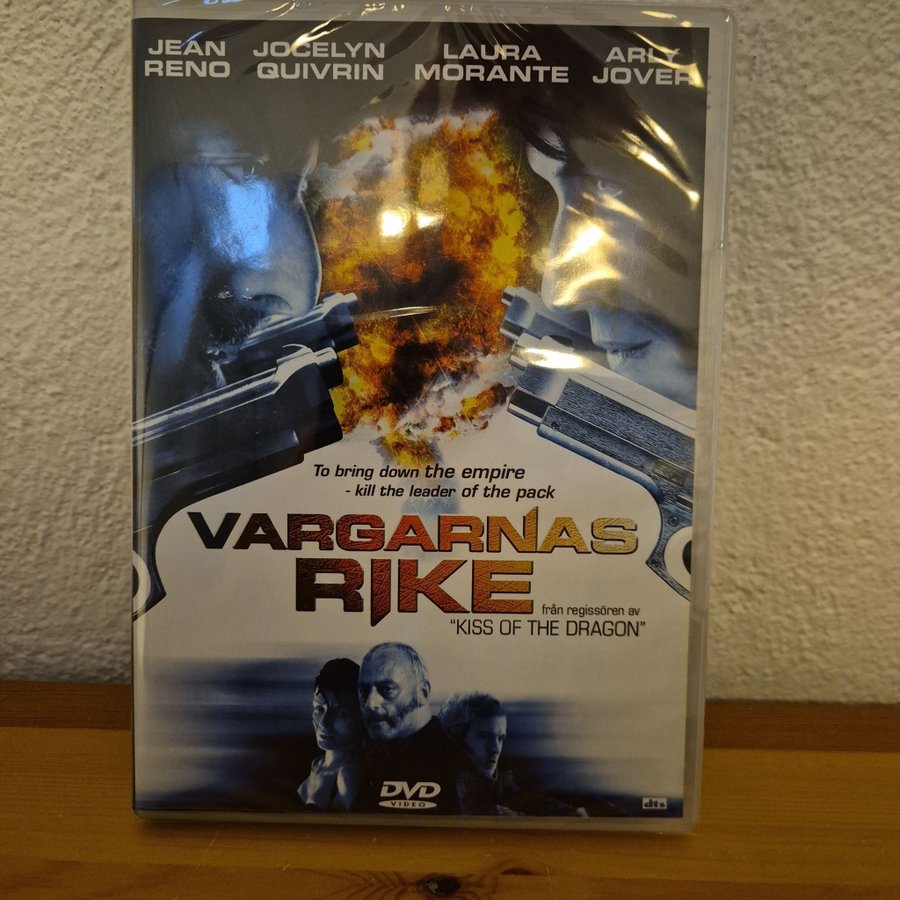 JEAN RENO
JOCELYN QUIVRIN
LAURA MORANTE
ARLY JOVER
To bring down the empire
- kill the leader of the pack
VARGARNAS
RIKE
från regissören av
"KISS OF THE DRAGON"
DVD
VIDEO
dts